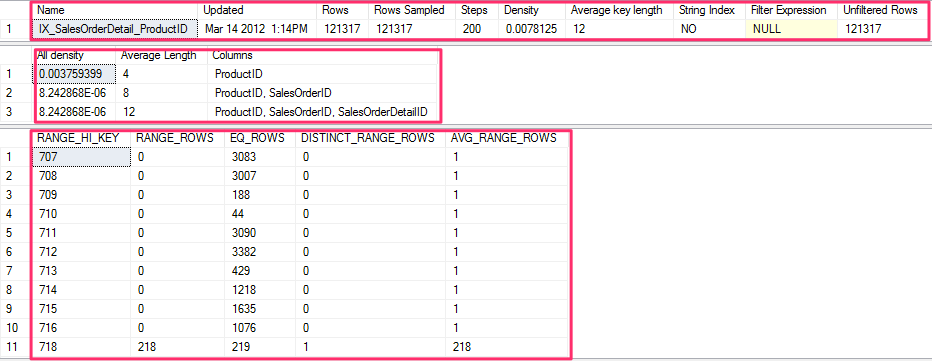 Name Updated Rows Rows Sampled Steps Density Average key length String Index Filter Expression Unfiltered Rows
1 IX_SalesOrderDetail_ProductID Mar 14 2012 1:14PM 121317 121317 200 0.0078125 12 NO NULL 121317
All density Average Length Columns
1 0.003759399 4 ProductID
2 8.242868E-06 8 ProductID, SalesOrderID
3 8.242868E-06 12 ProductID, SalesOrderID, SalesOrderDetailID
RANGE_HI_KEY RANGE_ROWS EQ_ROWS DISTINCT_RANGE_ROWS AVG_RANGE_ROWS
1 707 0 3083 0 1
2 708 0 3007 0 1
3 709 0 188 0 1
4 710 0 44 0 1
5 711 0 3090 0 1
6 712 0 3382 0 1
7 713 0 429 0 1
8 714 0 1218 0 1
9 715 0 1635 0 1
10 716 0 1076 0 1
11 718 218 219 1 218